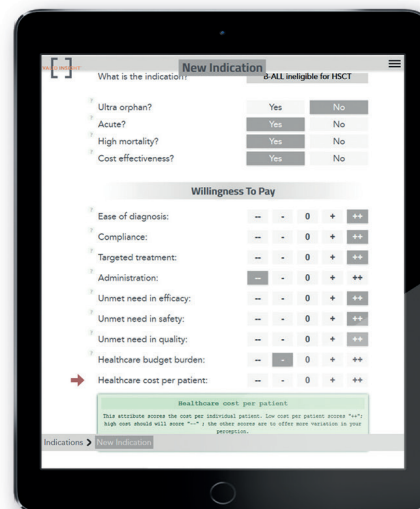 New Indication
What is the indication?
B-ALL ineligible for HSCT
? Ultra orphan? Yes No
? Acute? Yes No
? High mortality? Yes No
? Cost effectiveness? Yes No
Willingness To Pay
? Ease of diagnosis: -- - 0 + ++
? Compliance: -- - 0 + ++
? Targeted treatment: -- - 0 + ++
? Administration: -- - 0 + ++
? Unmet need in efficacy: -- - 0 + ++
? Unmet need in safety: -- - 0 + ++
? Unmet need in quality: -- - 0 + ++
? Healthcare budget burden: -- - 0 + ++
Healthcare cost per patient: -- - 0 + ++
Healthcare cost per patient
This attribute scores the cost per individual patient. Low cost per patient scores "++";
high cost should will score "--" ; the other scores are to offer more variation in your
perception.
Indications > New Indication